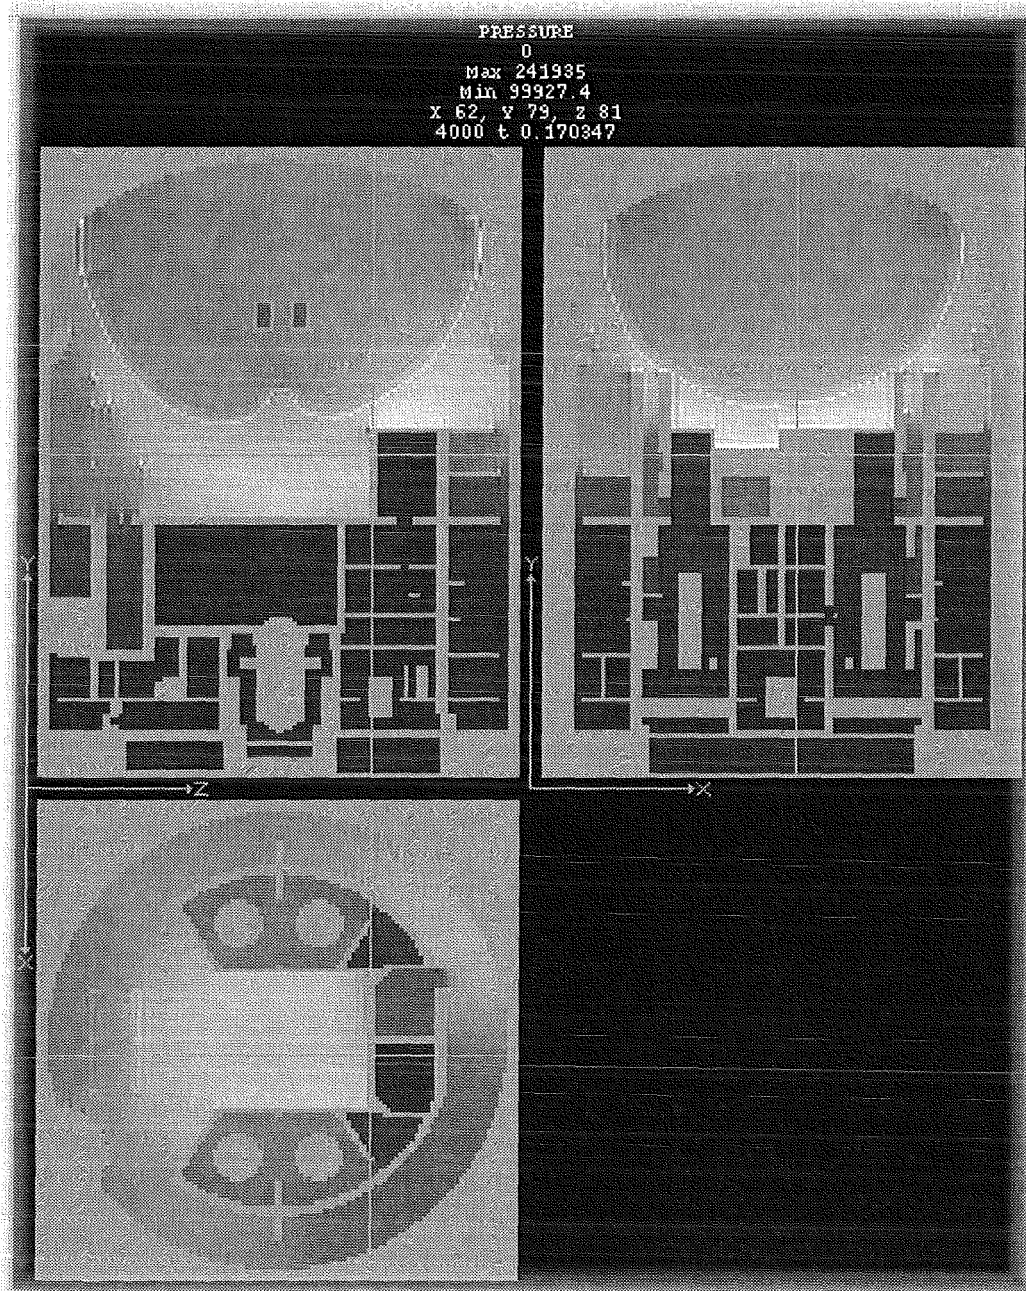 PRESSURE
0
Max 241935
Min 99927.4
X 62, Y 79, Z 81
4000 t 0.170347
Y
Y
Z
X
X